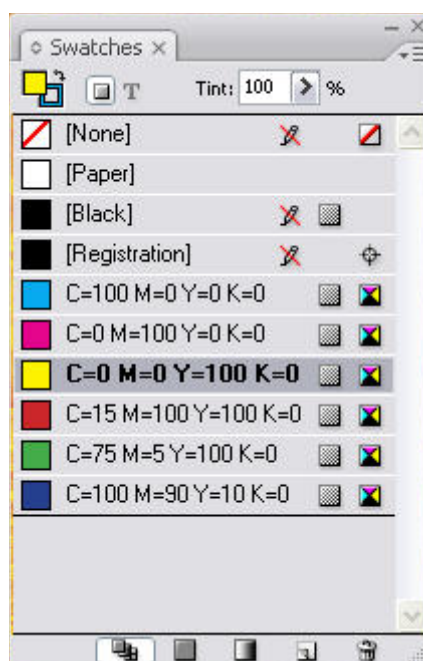 Swatches
T Tint: 100 %
[None]
[Paper]
[Black]
[Registration]
C=100 M=0 Y=0 K=0
C=0 M=100 Y=0 K=0
C=0 M=0 Y=100 K=0
C=15 M=100 Y=100 K=0
C=75 M=5 Y=100 K=0
C=100 M=90 Y=10 K=0